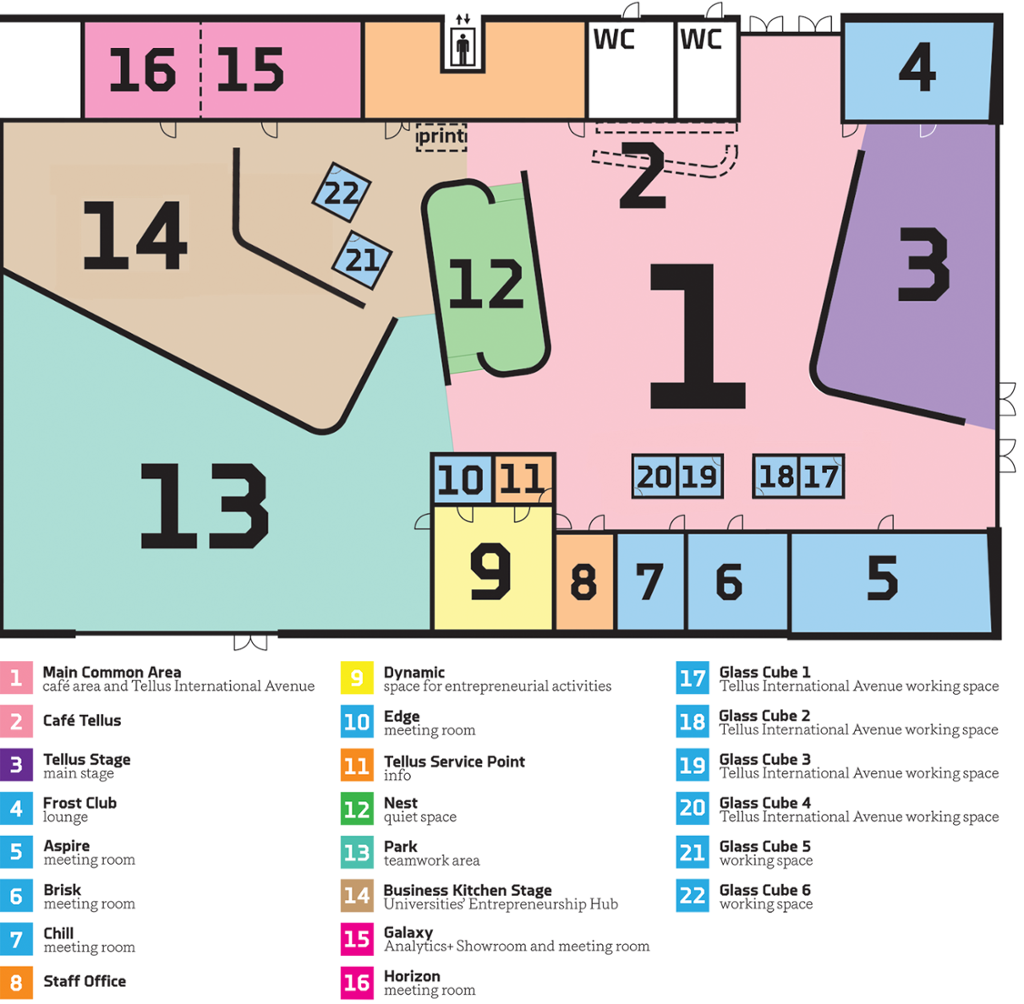 16
15
WC
WC
4
print
2
22
14
21
12
3
1
13
10
11
20
19
18
17
9
8
7
6
5
1 Main Common Area
café area and Tellus International Avenue
2 Café Tellus
3 Tellus Stage
main stage
4 Frost Club
lounge
5 Aspire
meeting room
6 Brisk
meeting room
7 Chill
meeting room
8 Staff Office
9 Dynamic
space for entrepreneurial activities
10 Edge
meeting room
11 Tellus Service Point
info
12 Nest
quiet space
13 Park
teamwork area
14 Business Kitchen Stage
Universities' Entrepreneurship Hub
15 Galaxy
Analytics+ Showroom and meeting room
16 Horizon
meeting room
17 Glass Cube 1
Tellus International Avenue working space
18 Glass Cube 2
Tellus International Avenue working space
19 Glass Cube 3
Tellus International Avenue working space
20 Glass Cube 4
Tellus International Avenue working space
21 Glass Cube 5
working space
22 Glass Cube 6
working space